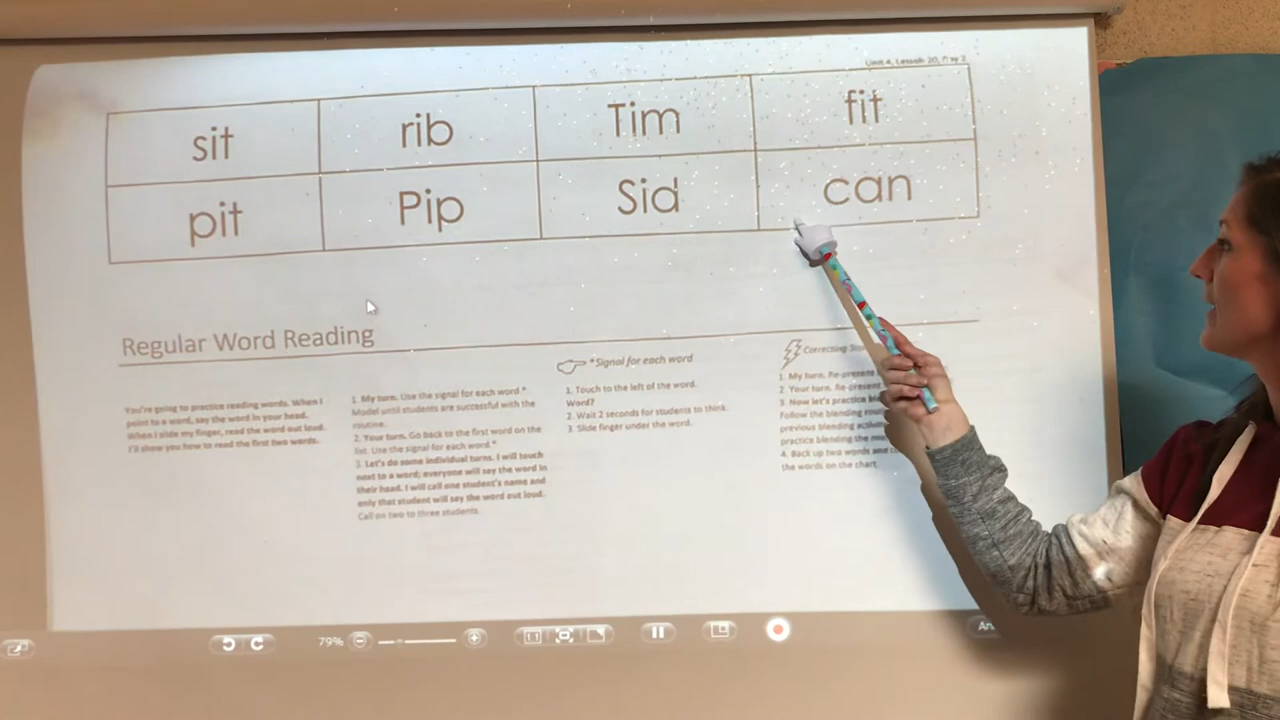 Unit 4, Lesson 20, Day 2
sit rib Tim fit
pit Pip Sid can
Regular Word Reading
You're going to practice reading words. When I
point to a word, say the word in your head.
When I slide my finger, read the word out loud.
I'll show you how to read the first two words.
1. My turn. Use the signal for each word.*
Model until students are successful with the
routine.
2. Your turn. Go back to the first word on the
list. Use the signal for each word.*
3. Let's do some individual turns. I will touch
next to a word; everyone will say the word in
their head. I will call one student's name and
only that student will say the word out loud.
Call on two to three students.
*Signal for each word
1. Touch to the left of the word.
Word?
2. Wait 2 seconds for students to think.
3. Slide finger under the word.
Correcting
1. My turn. Re-present
2. Your turn. Re-present
3. Now let's practice
Follow the blending
previous blending
practice blending the
4. Back up two words and
the words on the chart.
79%